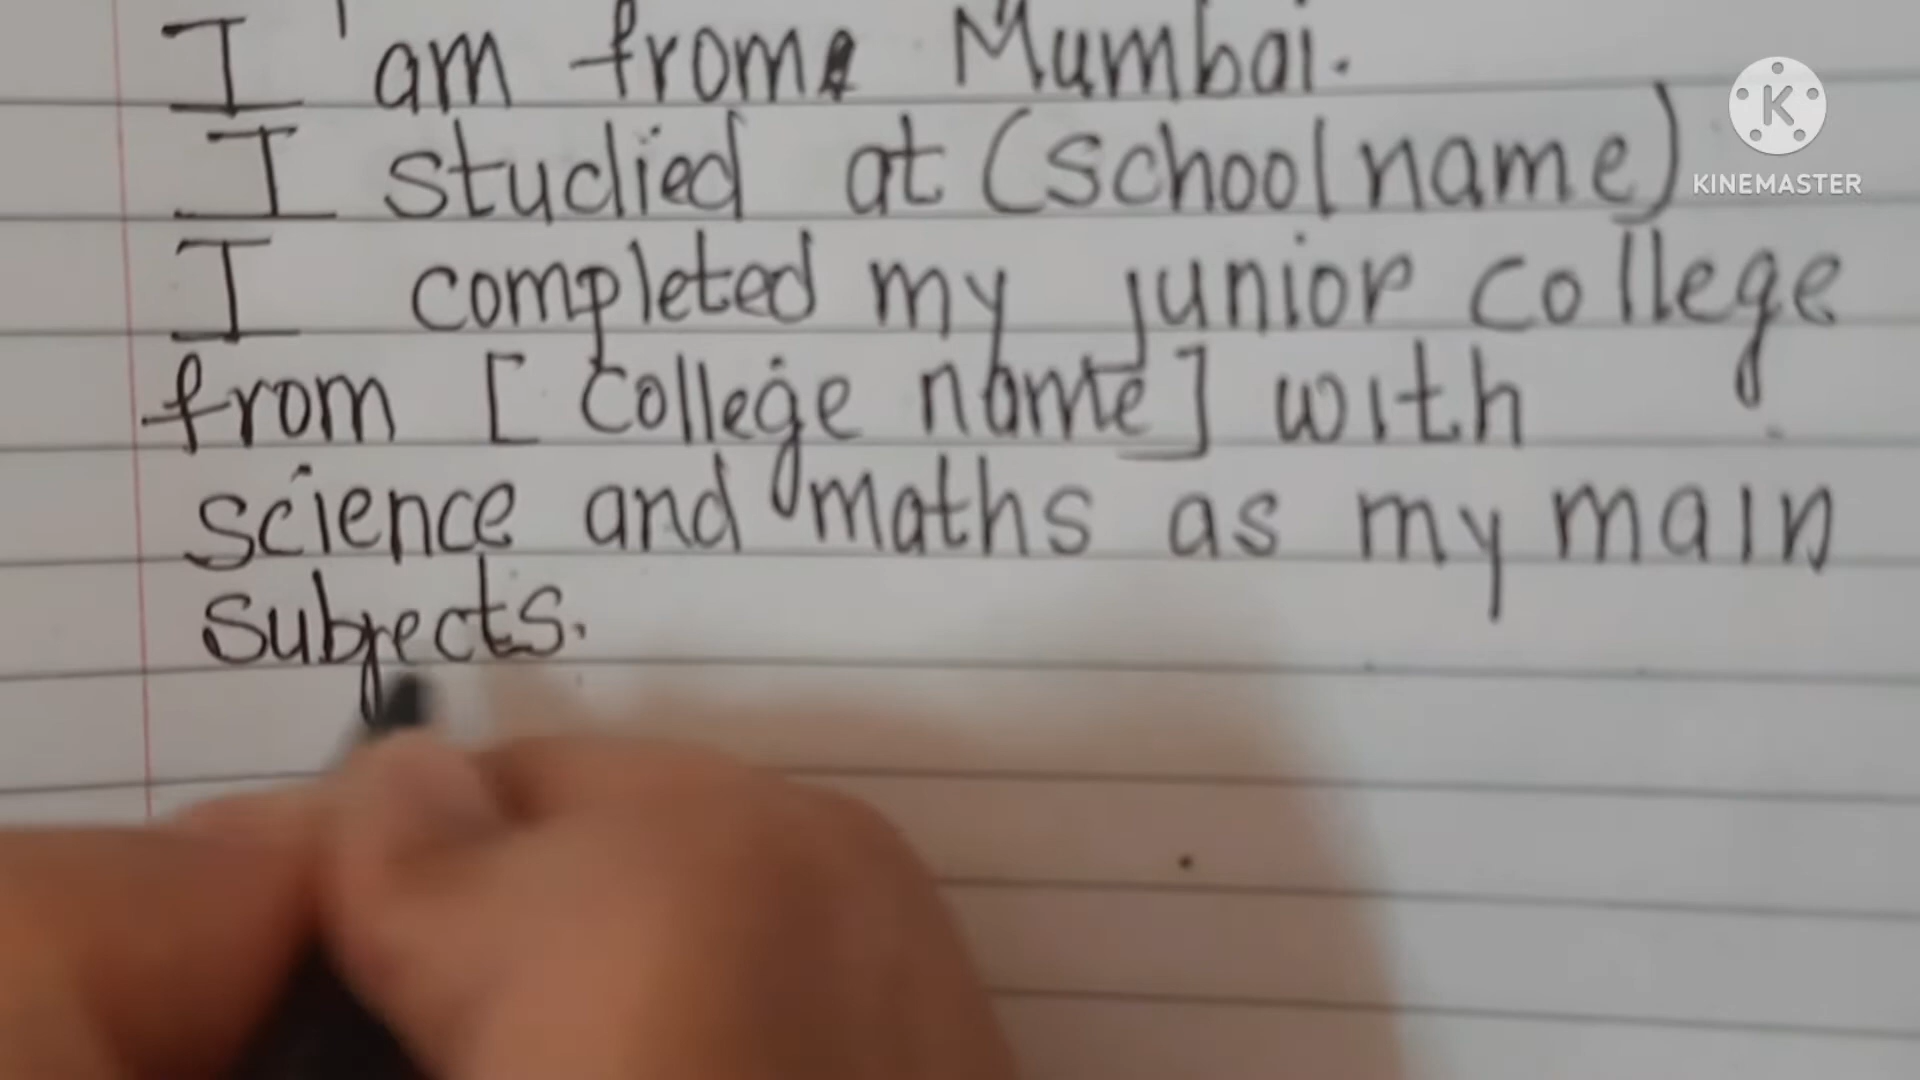 I am from Mumbai.
I studied at (school name)
I completed my junior college
from [college name] with
science and maths as my main
subjects.
KINEMASTER